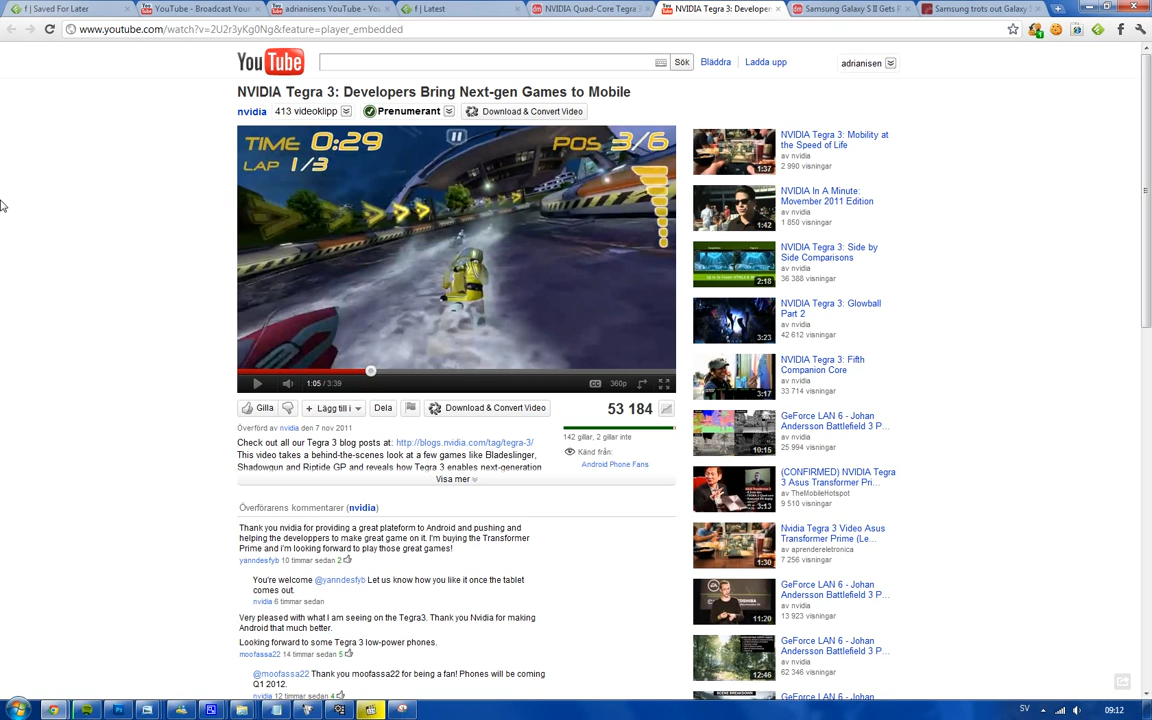 f | Saved For Later
YouTube - Broadcast Your
adrianisens YouTube
f | Latest
NVIDIA Quad-Core Tegra 3
NVIDIA Tegra 3: Developer
Samsung Galaxy S II Gets F
Samsung trots out Galaxy
www.youtube.com/watch?v=2U2r3yKg0Ng&feature=player_embedded
YouTube
Sök
Bläddra
Ladda upp
adrianisen
NVIDIA Tegra 3: Developers Bring Next-gen Games to Mobile
nvidia 413 videoklipp Prenumerant Download & Convert Video
TIME 0:29
LAP 1/3
POS 3/6
1:05 / 3:39
CC 360p
Gilla + Lägg till i Dela Download & Convert Video
53 184
Överförd av nvidia den 7 nov 2011
142 gillar, 2 gillar inte
Check out all our Tegra 3 blog posts at: http://blogs.nvidia.com/tag/tegra-3/
This video takes a behind-the-scenes look at a few games like Bladeslinger,
Shadowgun and Riptide GP and reveals how Tegra 3 enables next-generation
Känd från:
Android Phone Fans
Visa mer
Överförarens kommentarer (nvidia)
Thank you nvidia for providing a great plateform to Android and pushing and
helping the developers to make great game on it. I'm buying the Transformer
Prime and i'm looking forward to play those great games!
yanndesfyb 10 timmar sedan 2
You're welcome @yanndesfyb Let us know how you like it once the tablet
comes out.
nvidia 6 timmar sedan
Very pleased with what I am seeing on the Tegra3. Thank you Nvidia for making
Android that much better.
Looking forward to some Tegra 3 low-power phones.
moofassa22 14 timmar sedan 5
@moofassa22 Thank you moofassa22 for being a fan! Phones will be coming
Q1 2012.
nvidia 12 timmar sedan 4
NVIDIA Tegra 3: Mobility at
the Speed of Life
av nvidia
2 990 visningar
1:37
NVIDIA In A Minute:
Movember 2011 Edition
av nvidia
1 850 visningar
1:42
NVIDIA Tegra 3: Side by
Side Comparisons
av nvidia
36 388 visningar
2:18
NVIDIA Tegra 3: Glowball
Part 2
av nvidia
42 612 visningar
3:23
NVIDIA Tegra 3: Fifth
Companion Core
av nvidia
33 714 visningar
3:17
GeForce LAN 6 - Johan
Andersson Battlefield 3 P...
av nvidia
25 994 visningar
10:15
(CONFIRMED) NVIDIA Tegra
3 Asus Transformer Pri...
av TheMobileHotspot
9 510 visningar
3:13
Nvidia Tegra 3 Video Asus
Transformer Prime (Le...
av aprendereletronica
7 256 visningar
1:30
GeForce LAN 6 - Johan
Andersson Battlefield 3 P...
av nvidia
13 923 visningar
11:20
GeForce LAN 6 - Johan
Andersson Battlefield 3 P...
av nvidia
62 346 visningar
12:46
GeForce LAN 6 - Johan
SV
09:12